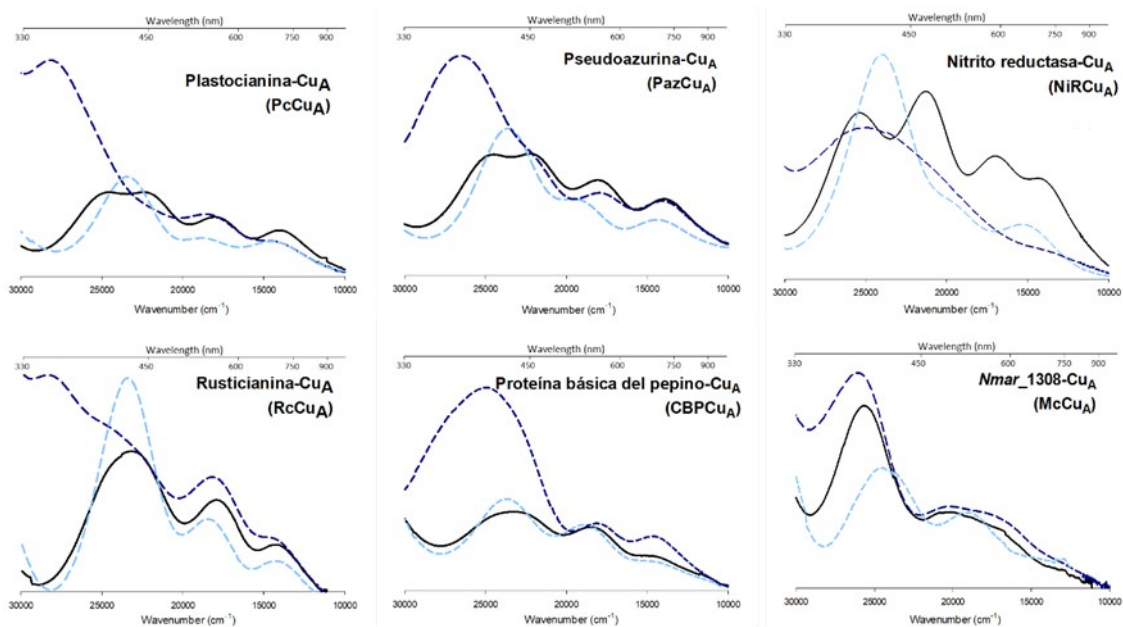 Wavelength (nm)
330 450 600 750 900
Plastocianina-CuA
(PcCuA)
30000 25000 20000 15000 10000
Wavenumber (cm-1)
Wavelength (nm)
330 450 600 750 900
Pseudoazurina-CuA
(PazCuA)
30000 25000 20000 15000 10000
Wavenumber (cm-1)
Wavelength (nm)
330 450 600 750 900
Nitrito reductasa-CuA
(NiRCuA)
30000 25000 20000 15000 10000
Wavenumber (cm-1)
Wavelength (nm)
330 450 600 750 900
Rusticianina-CuA
(RcCuA)
30000 25000 20000 15000 10000
Wavenumber (cm-1)
Wavelength (nm)
330 450 600 750 900
Proteína básica del pepino-CuA
(CBPCuA)
30000 25000 20000 15000 10000
Wavenumber (cm-1)
Wavelength (nm)
330 450 600 750 900
Nmar_1308-CuA
(McCuA)
30000 25000 20000 15000 10000
Wavenumber (cm-1)